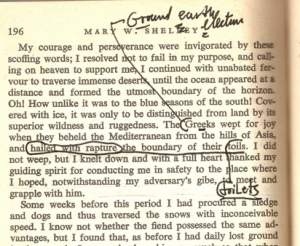 Ground early
election
196 MARY W. SHELLEY
My courage and perseverance were invigorated by these
scoffing words; I resolved not to fail in my purpose, and call-
ing on heaven to support me, I continued with unabated fer-
vour to traverse immense deserts, until the ocean appeared at a
distance and formed the utmost boundary of the horizon.
Oh! How unlike it was to the blue seasons of the south! Cov-
ered with ice, it was only to be distinguished from land by its
superior wildness and ruggedness. The Greeks wept for joy
when they beheld the Mediterranean from the hills of Asia,
and hailed with rapture the boundary of their toils. I did
not weep, but I knelt down and with a full heart thanked my
guiding spirit for conducting me in safety to the place where
I hoped, notwithstanding my adversary's gibe, to meet and
grapple with him.
toilets
Some weeks before this period I had procured a sledge
and dogs and thus traversed the snows with inconceivable
speed. I know not whether the fiend possessed the same ad-
vantages, but I found that, as before I had daily lost ground